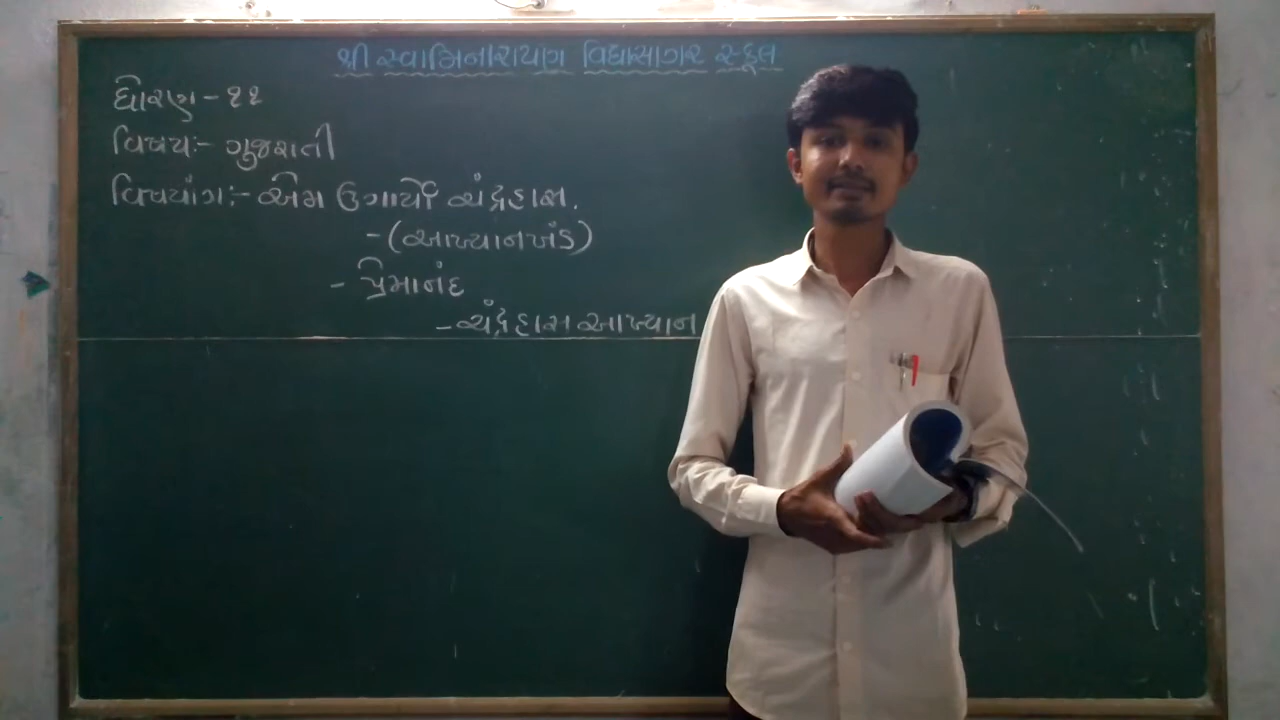 શ્રી સ્વામિનારાયણ વિદ્યાસાગર સ્કૂલ
ધોરણ - ૧૧
વિષયઃ- ગુજરાતી
વિષયાંગઃ- એમ ઉગાર્યો ચંદ્રહાસ.
- (આખ્યાનખંડ)
- પ્રેમાનંદ
- ચંદ્રહાસ આખ્યાન